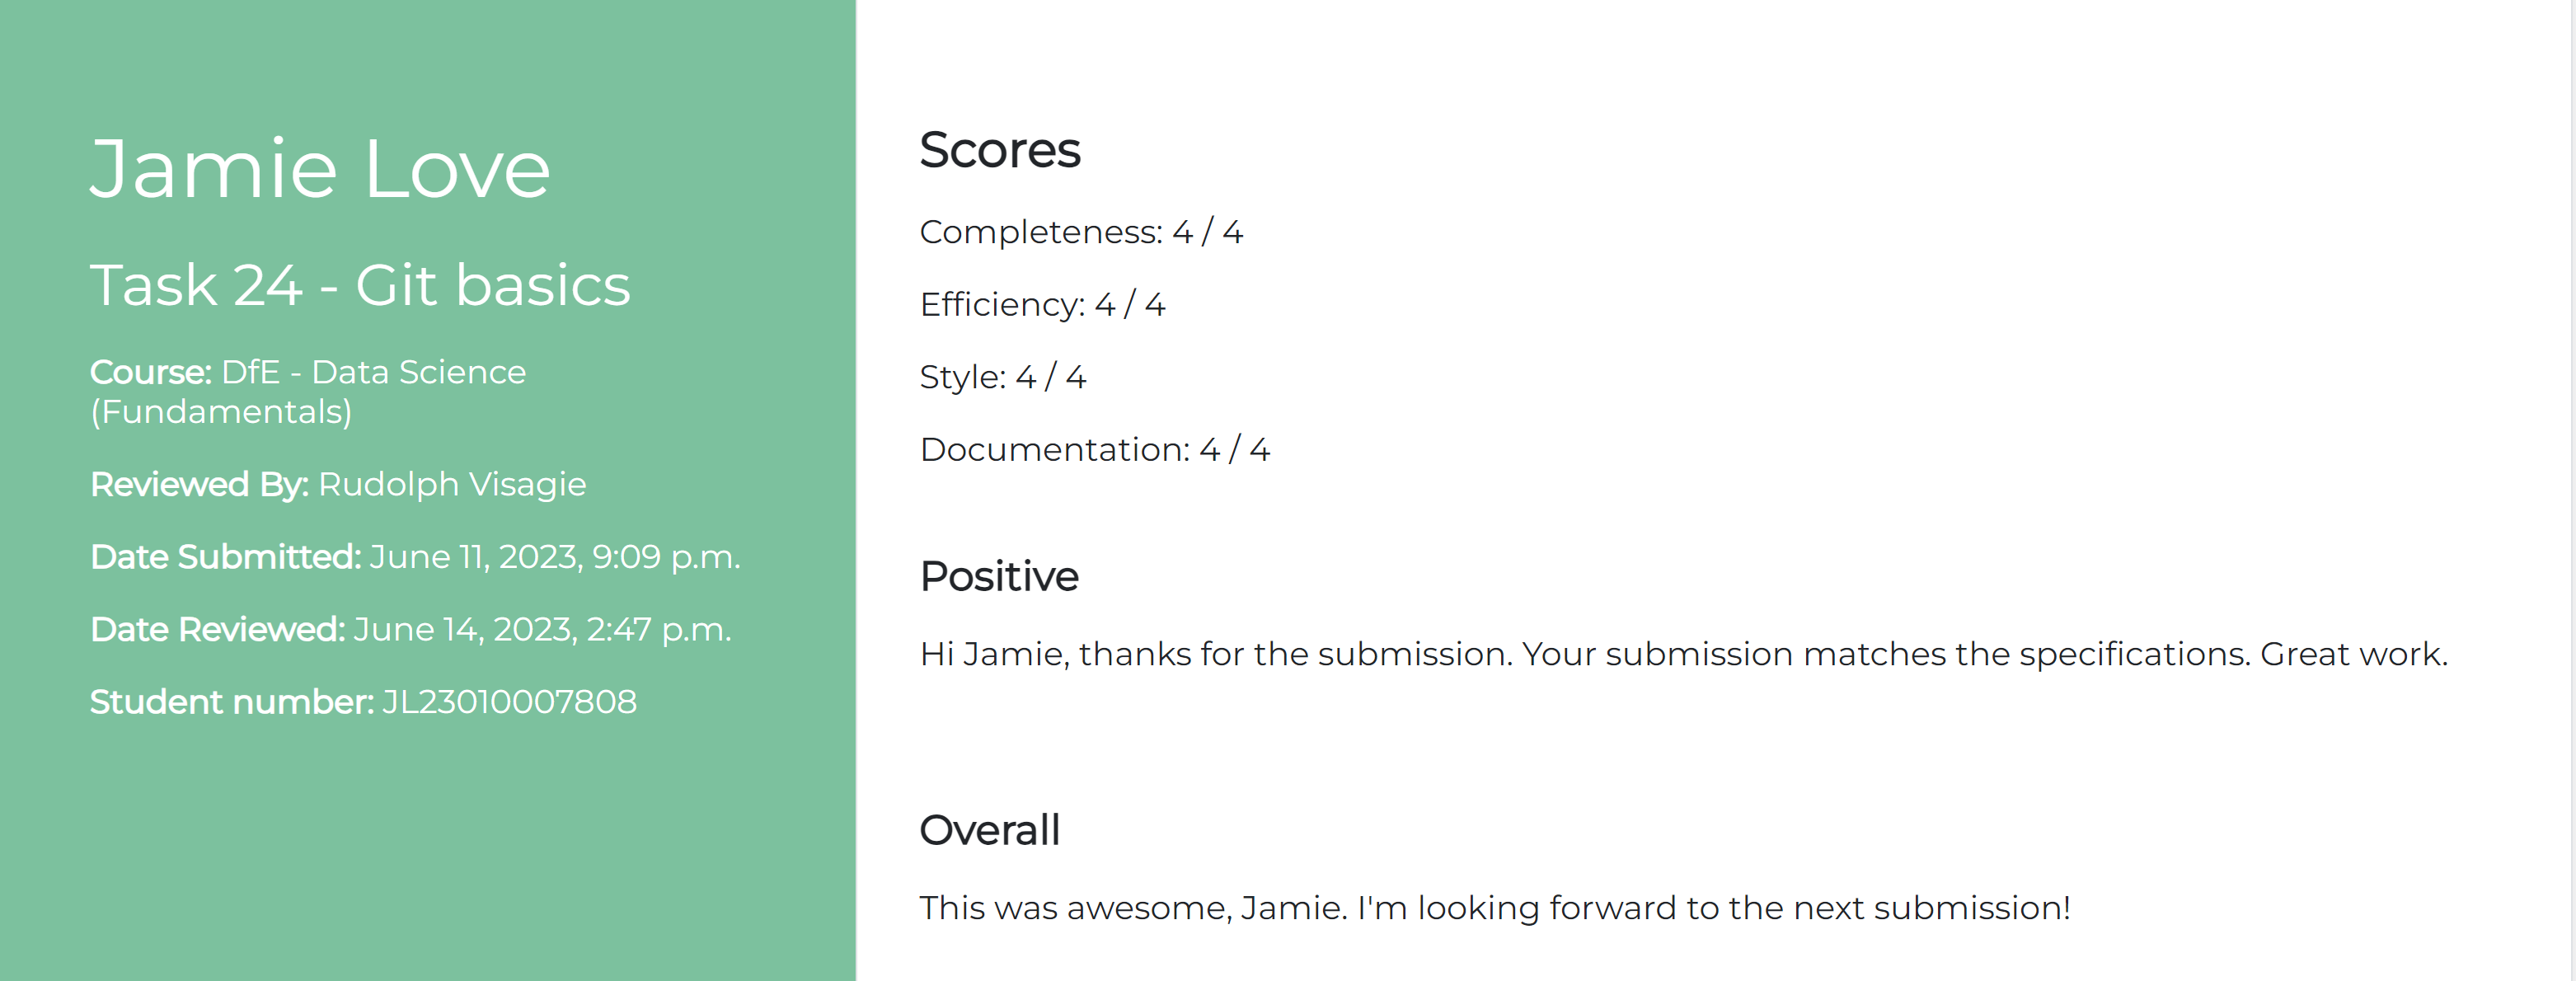 Jamie Love
Task 24 - Git basics
Course: DfE - Data Science
(Fundamentals)
Reviewed By: Rudolph Visagie
Date Submitted: June 11, 2023, 9:09 p.m.
Date Reviewed: June 14, 2023, 2:47 p.m.
Student number: JL23010007808
Scores
Completeness: 4 / 4
Efficiency: 4 / 4
Style: 4 / 4
Documentation: 4 / 4
Positive
Hi Jamie, thanks for the submission. Your submission matches the specifications. Great work.
Overall
This was awesome, Jamie. I'm looking forward to the next submission!